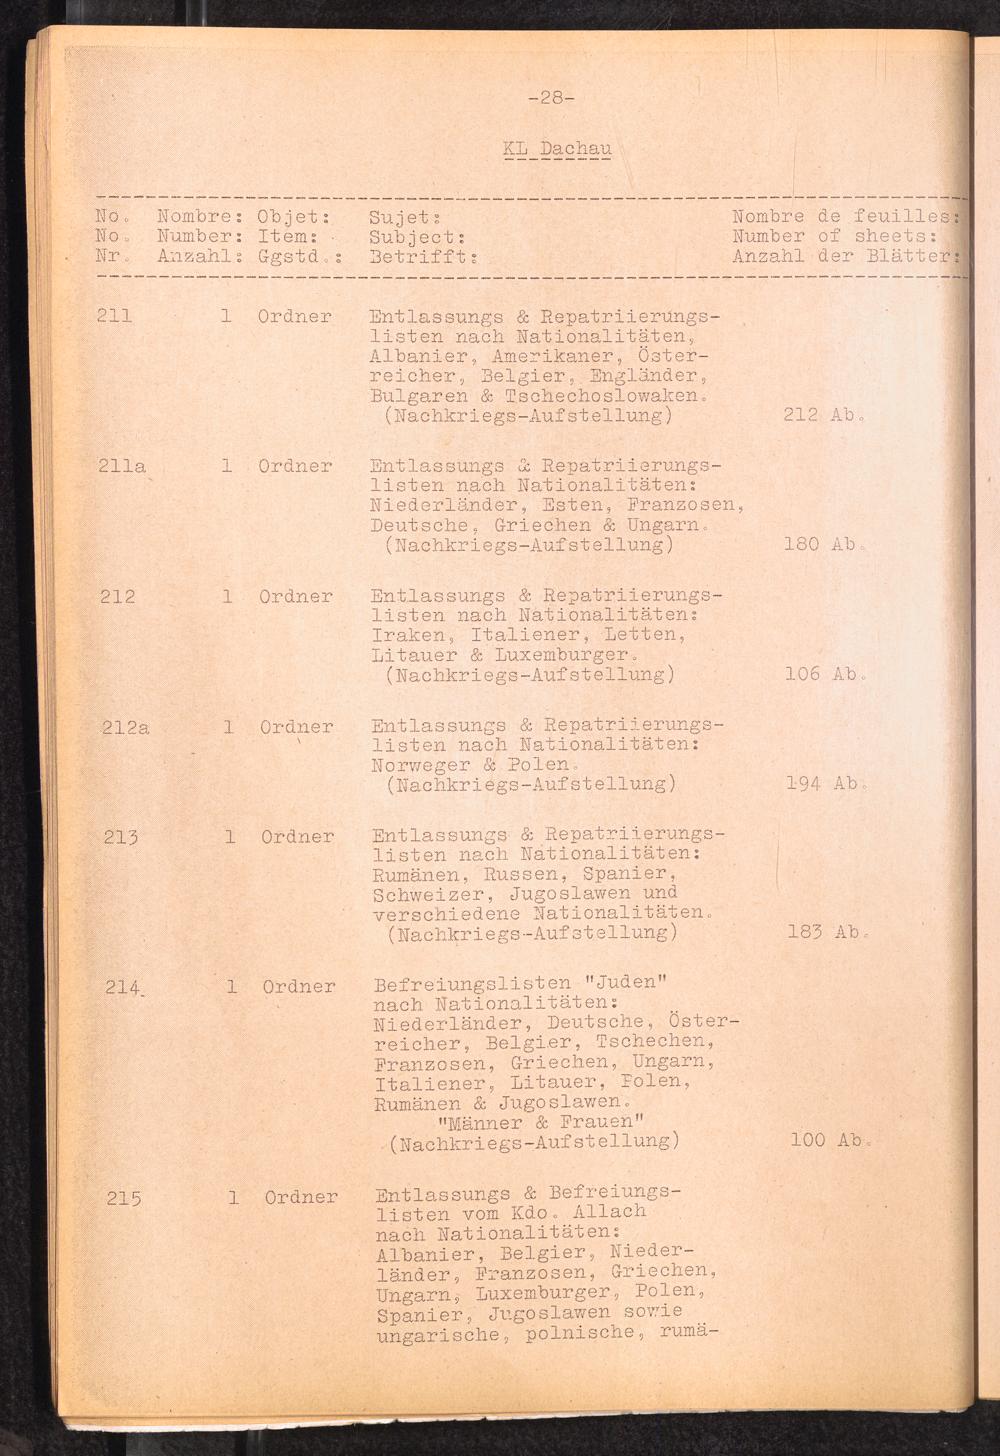 -28-
KL Dachau
No. Nombre: Objet: Sujet: Nombre de feuilles:
No. Number: Item: Subject: Number of sheets:
Nr. Anzahl: Ggstd.: Betrifft: Anzahl der Blätter:
211 1 Ordner Entlassungs & Repatriierungs-
listen nach Nationalitäten,
Albanier, Amerikaner, Öster-
reicher, Belgier, Engländer,
Bulgaren & Tschechoslowaken.
(Nachkriegs-Aufstellung) 212 Ab.
211a 1 Ordner Entlassungs & Repatriierungs-
listen nach Nationalitäten:
Niederländer, Esten, Franzosen,
Deutsche, Griechen & Ungarn.
(Nachkriegs-Aufstellung) 180 Ab.
212 1 Ordner Entlassungs & Repatriierungs-
listen nach Nationalitäten:
Iraken, Italiener, Letten,
Litauer & Luxemburger.
(Nachkriegs-Aufstellung) 106 Ab.
212a 1 Ordner Entlassungs & Repatriierungs-
listen nach Nationalitäten:
Norweger & Polen.
(Nachkriegs-Aufstellung) 194 Ab.
213 1 Ordner Entlassungs & Repatriierungs-
listen nach Nationalitäten:
Rumänen, Russen, Spanier,
Schweizer, Jugoslawen und
verschiedene Nationalitäten.
(Nachkriegs-Aufstellung) 183 Ab.
214 1 Ordner Befreiungslisten "Juden"
nach Nationalitäten:
Niederländer, Deutsche, Öster-
reicher, Belgier, Tschechen,
Franzosen, Griechen, Ungarn,
Italiener, Litauer, Polen,
Rumänen & Jugoslawen.
"Männer & Frauen"
(Nachkriegs-Aufstellung) 100 Ab.
215 1 Ordner Entlassungs & Befreiungs-
listen vom Kdo. Allach
nach Nationalitäten:
Albanier, Belgier, Nieder-
länder, Franzosen, Griechen,
Ungarn, Luxemburger, Polen,
Spanier, Jugoslawen sowie
ungarische, polnische, rumä-